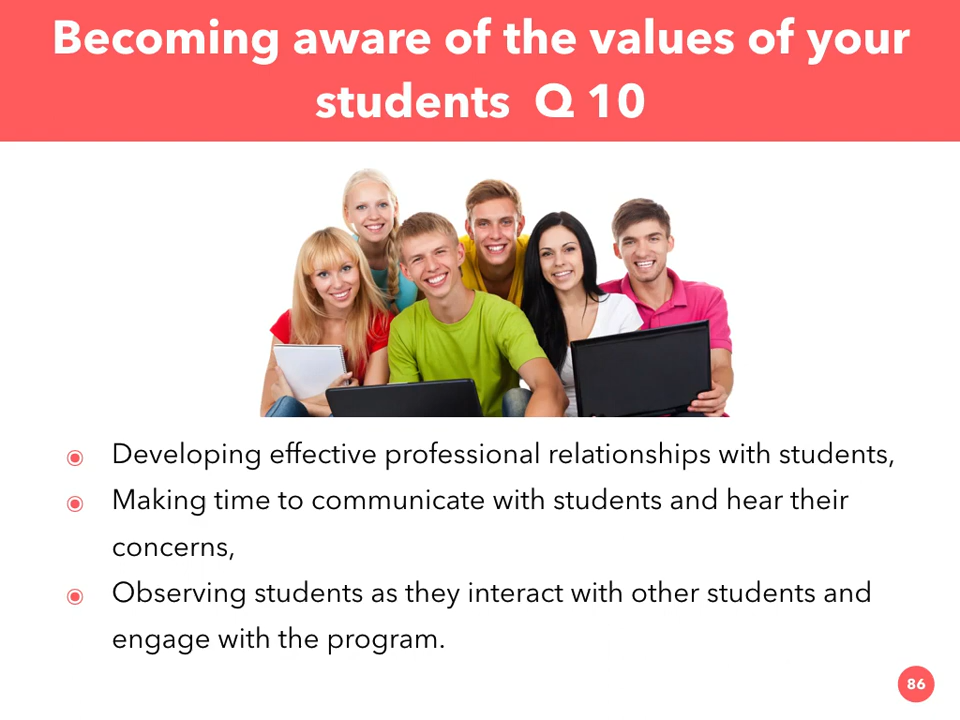 Becoming aware of the values of your
students Q 10
Developing effective professional relationships with students,
Making time to communicate with students and hear their
concerns,
Observing students as they interact with other students and
engage with the program.
86